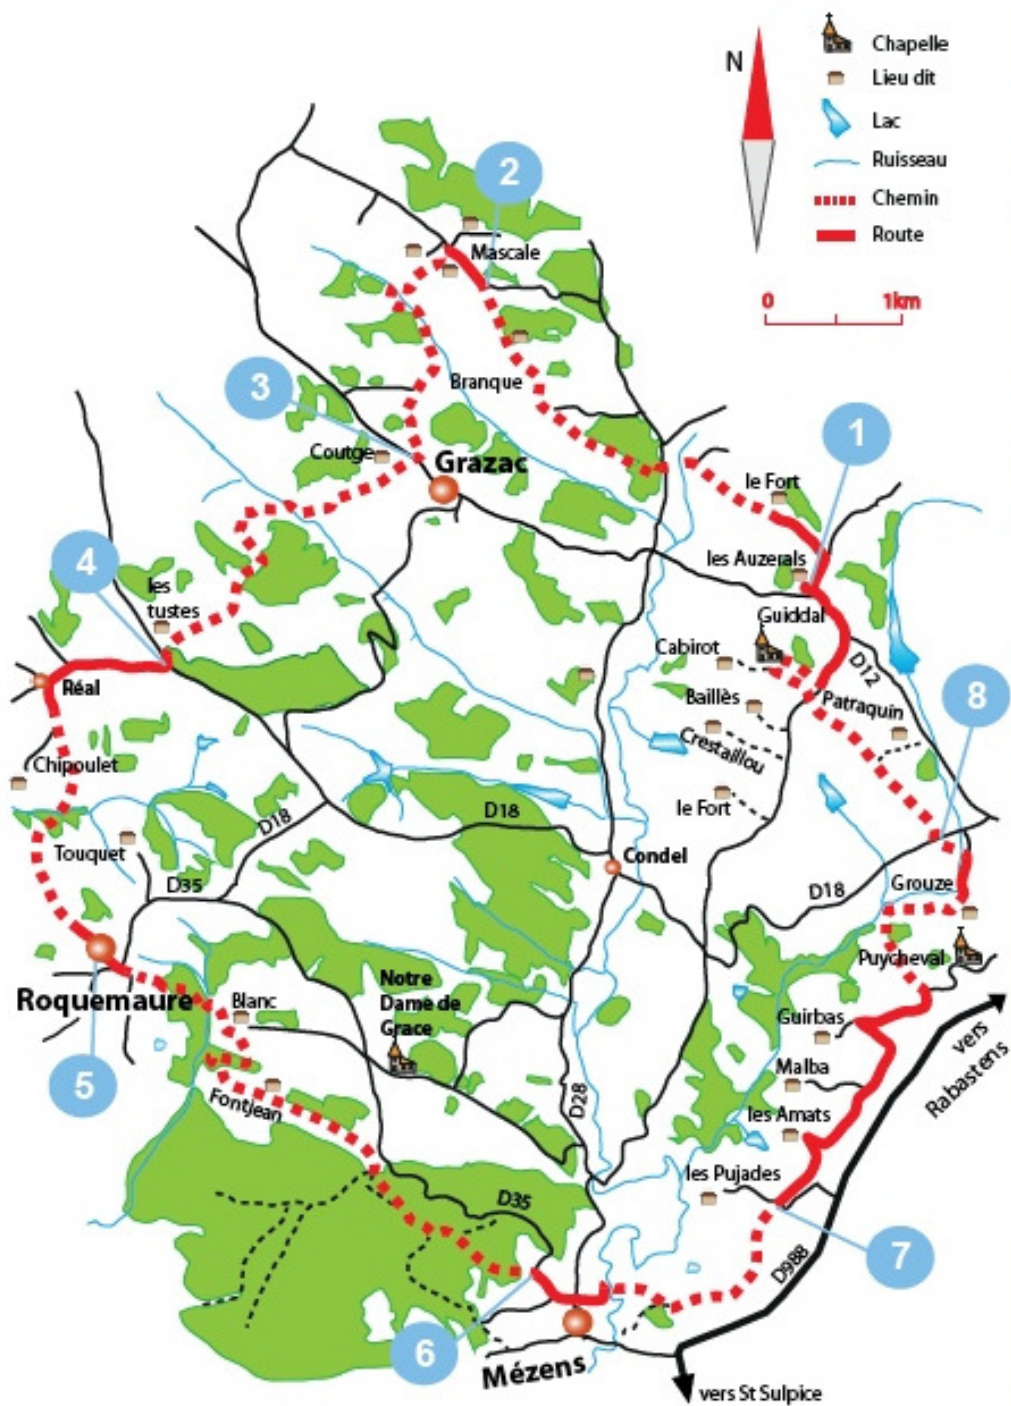 N
Chapelle
Lieu dit
Lac
Ruisseau
Chemin
Route
0 1km
2
Mascale
3
Branque
1
Coutge
Grazac
le Fort
4
les Auzerals
les
tustes
Guiddal
Cabirot
D12
8
Réal
Baillès
Patraquin
Crestaillou
Chipoulet
le Fort
D18
D18
Touquet
Condel
D35
D18
Grouze
Puycheval
Notre
Dame de
Grace
Roquemaure
Blanc
Guirbas
vers
Rabastens
Malba
5
Fontjean
D28
les Amats
les Pujades
D35
7
D988
6
Mézens
vers St Sulpice